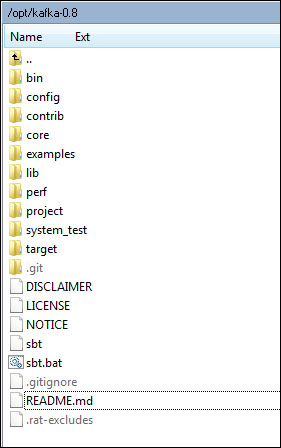 /opt/kafka-0.8
Name Ext
..
bin
config
contrib
core
examples
lib
perf
project
system_test
target
.git
DISCLAIMER
LICENSE
NOTICE
sbt
sbt.bat
.gitignore
README.md
.rat-excludes